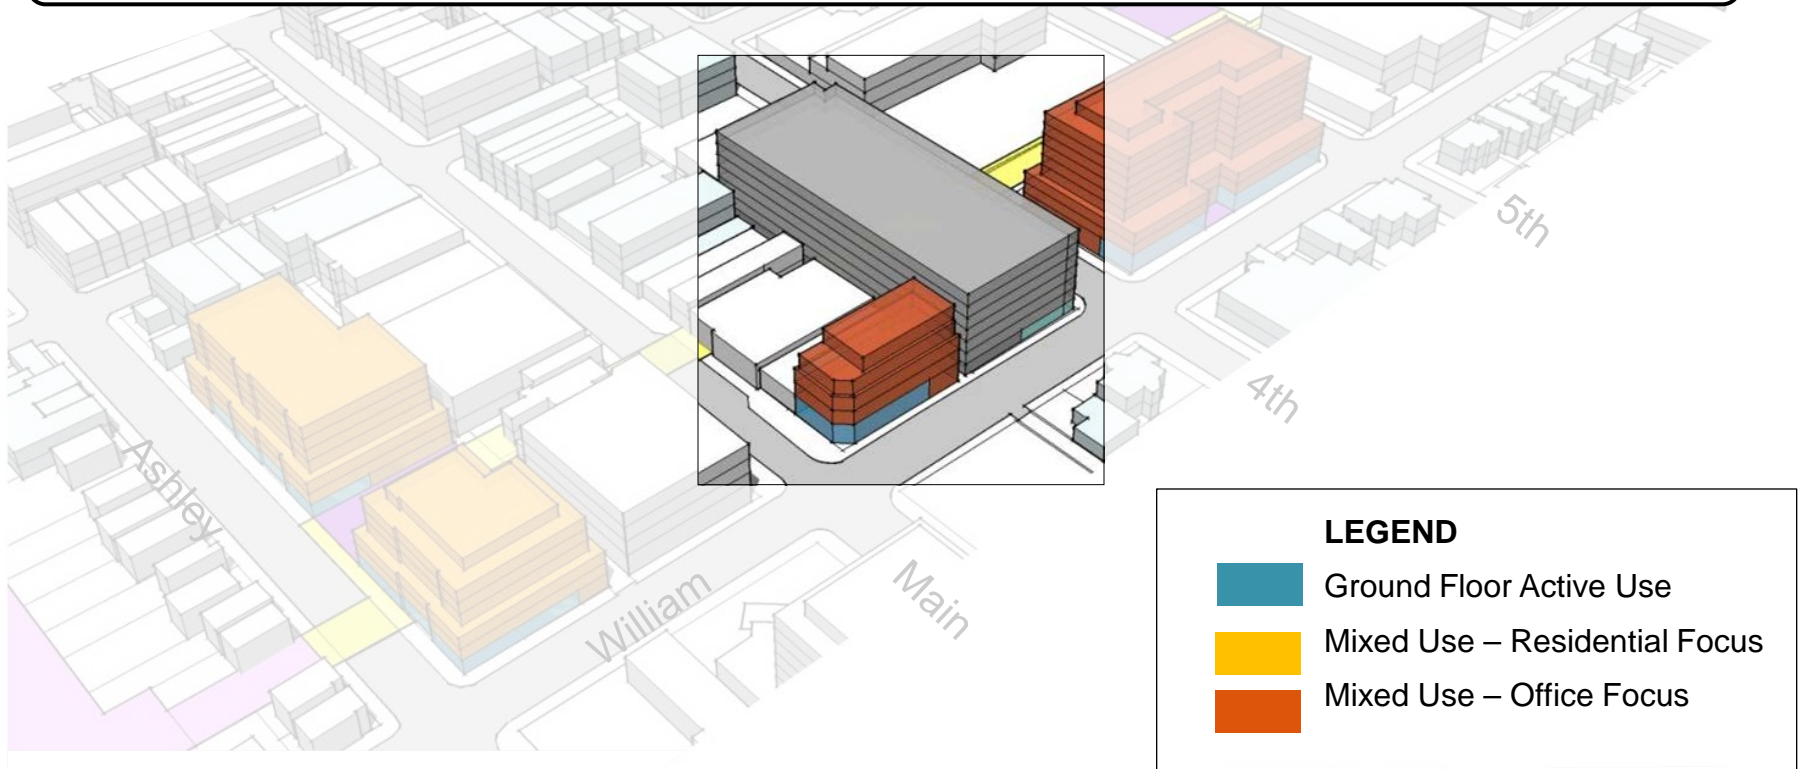 5th
4th
Ashley
William
Main
LEGEND
Ground Floor Active Use
Mixed Use – Residential Focus
Mixed Use – Office Focus